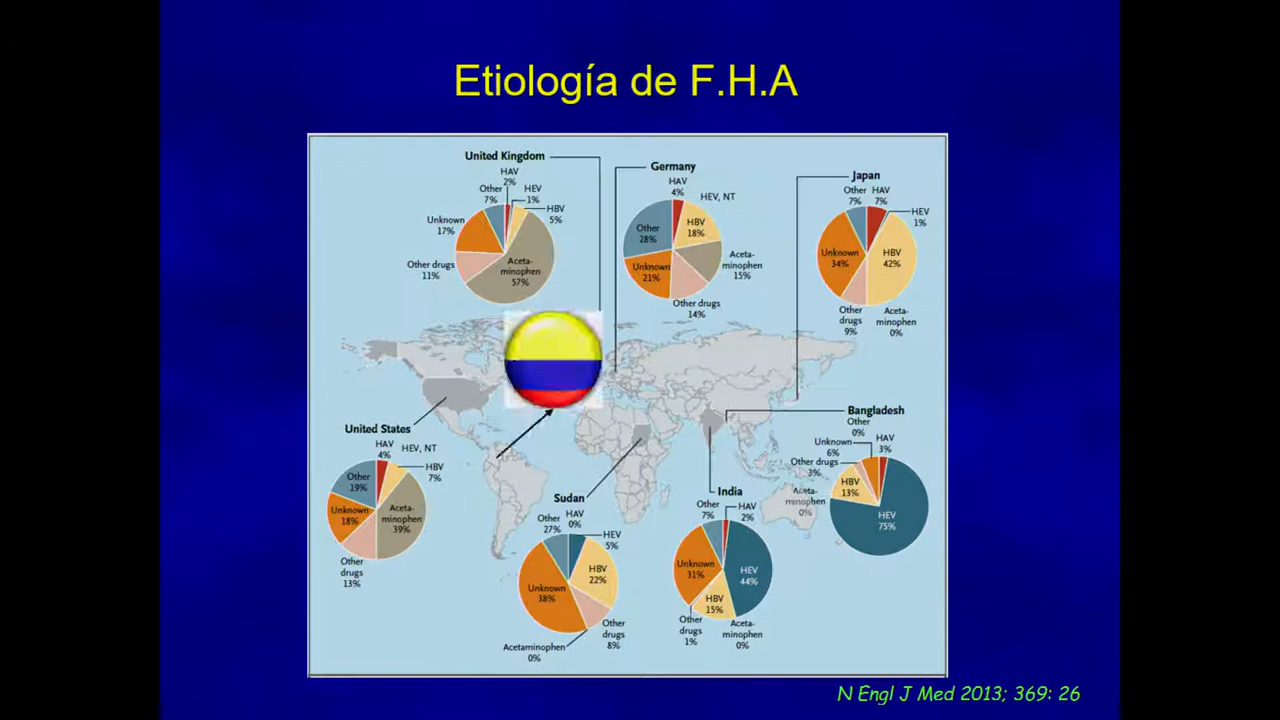 Etiología de F.H.A
United Kingdom
HAV
2%
Other
7%
HEV
1%
HBV
5%
Unknown
17%
Other drugs
11%
Aceta-
minophen
57%
Germany
HAV
4%
HEV, NT
HBV
18%
Other
28%
Aceta-
minophen
15%
Unknown
21%
Other drugs
14%
Japan
Other
7%
HAV
7%
HEV
1%
Unknown
34%
HBV
42%
Other
drugs
9%
Aceta-
minophen
0%
United States
HAV
4%
HEV, NT
HBV
7%
Other
19%
Unknown
18%
Aceta-
minophen
39%
Other
drugs
13%
Sudan
HAV
0%
Other
27%
HEV
5%
HBV
22%
Unknown
38%
Other
drugs
8%
Acetaminophen
0%
India
Other
7%
HAV
2%
Unknown
31%
HEV
44%
HBV
15%
Other
drugs
1%
Aceta-
minophen
0%
Bangladesh
Other
0%
HAV
3%
Unknown
6%
Other drugs
3%
HBV
13%
Aceta-
minophen
0%
HEV
75%
N Engl J Med 2013; 369: 26